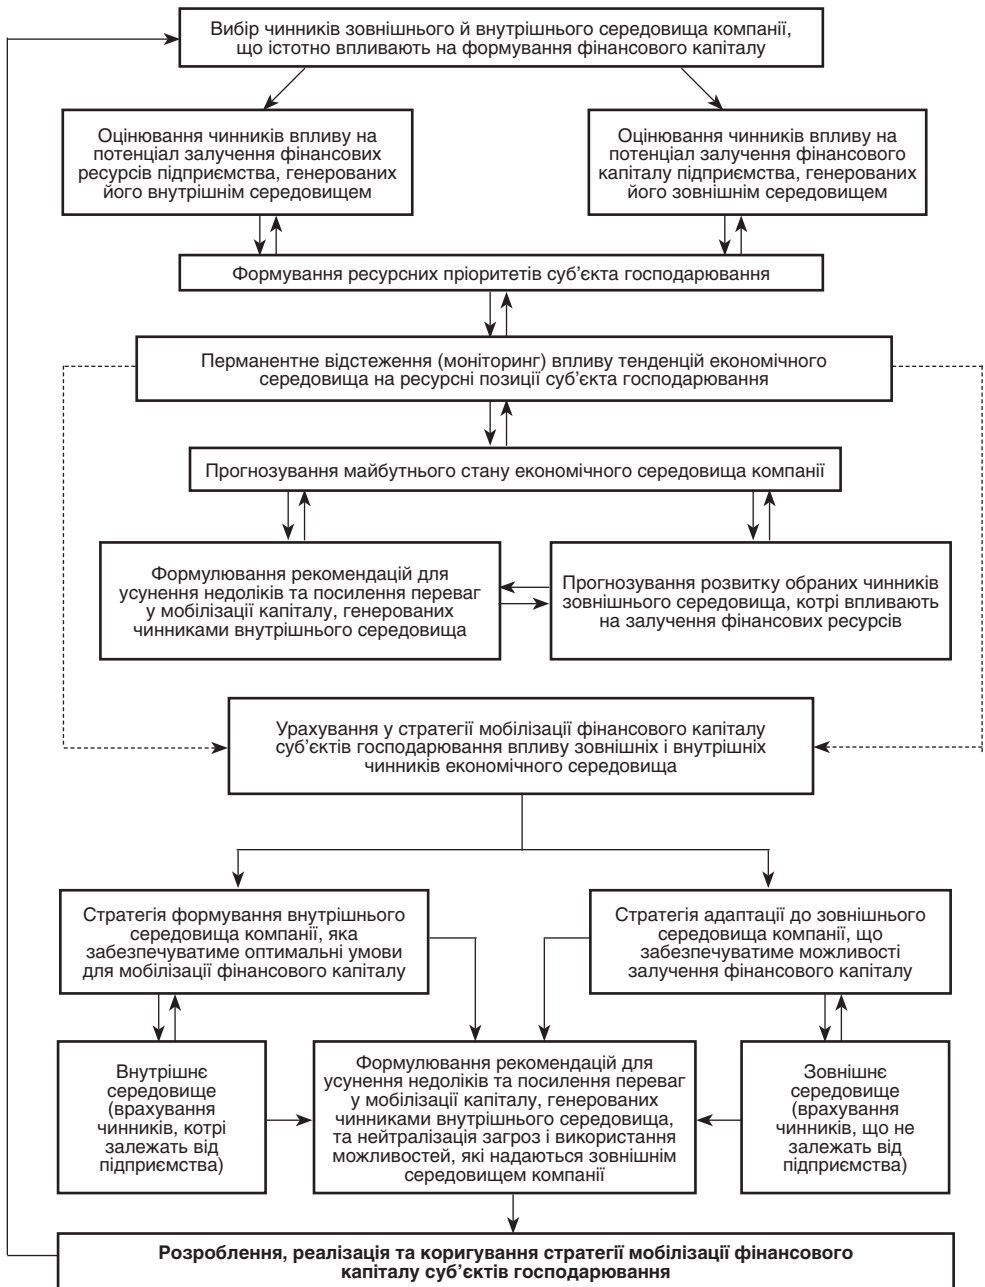 Вибір чинників зовнішнього й внутрішнього середовища компанії,
що істотно впливають на формування фінансового капіталу
Оцінювання чинників впливу на
потенціал залучення фінансових
ресурсів підприємства, генерованих
його внутрішнім середовищем
Оцінювання чинників впливу на
потенціал залучення фінансового
капіталу підприємства, генерованих
його зовнішнім середовищем
Формування ресурсних пріоритетів суб’єкта господарювання
Перманентне відстеження (моніторинг) впливу тенденцій економічного
середовища на ресурсні позиції суб’єкта господарювання
Прогнозування майбутнього стану економічного середовища компанії
Формулювання рекомендацій для
усунення недоліків та посилення переваг
у мобілізації капіталу, генерованих
чинниками внутрішнього середовища
Прогнозування розвитку обраних чинників
зовнішнього середовища, котрі впливають
на залучення фінансових ресурсів
Урахування у стратегії мобілізації фінансового капіталу
суб’єктів господарювання впливу зовнішніх і внутрішніх
чинників економічного середовища
Стратегія формування внутрішнього
середовища компанії, яка
забезпечуватиме оптимальні умови
для мобілізації фінансового капіталу
Стратегія адаптації до зовнішнього
середовища компанії, що
забезпечуватиме можливості
залучення фінансового капіталу
Внутрішнє
середовище
(врахування
чинників, котрі
залежать від
підприємства)
Формулювання рекомендацій для
усунення недоліків та посилення переваг
у мобілізації капіталу, генерованих
чинниками внутрішнього середовища,
та нейтралізація загроз і використання
можливостей, які надаються зовнішнім
середовищем компанії
Зовнішнє
середовище
(врахування
чинників, що не
залежать від
підприємства)
Розроблення, реалізація та коригування стратегії мобілізації фінансового
капіталу суб’єктів господарювання